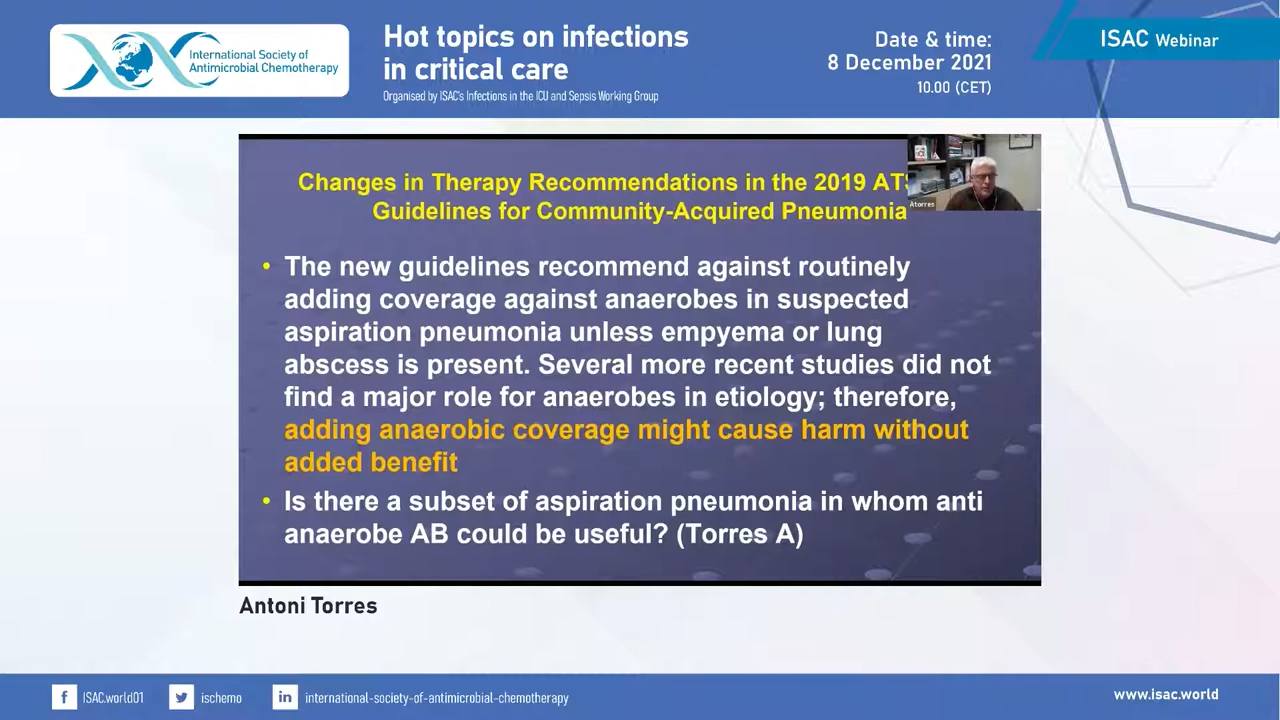 International Society of
Antimicrobial Chemotherapy
Hot topics on infections
in critical care
Organised by ISAC's Infections in the ICU and Sepsis Working Group
Date & time:
8 December 2021
10.00 (CET)
ISAC Webinar
Changes in Therapy Recommendations in the 2019
Guidelines for Community-Acquired Pneumonia
Atorres
• The new guidelines recommend against routinely
adding coverage against anaerobes in suspected
aspiration pneumonia unless empyema or lung
abscess is present. Several more recent studies did not
find a major role for anaerobes in etiology; therefore,
adding anaerobic coverage might cause harm without
added benefit
• Is there a subset of aspiration pneumonia in whom anti
anaerobe AB could be useful? (Torres A)
Antoni Torres
ISAC.world01
ischemo
international-society-of-antimicrobial-chemotherapy
www.isac.world